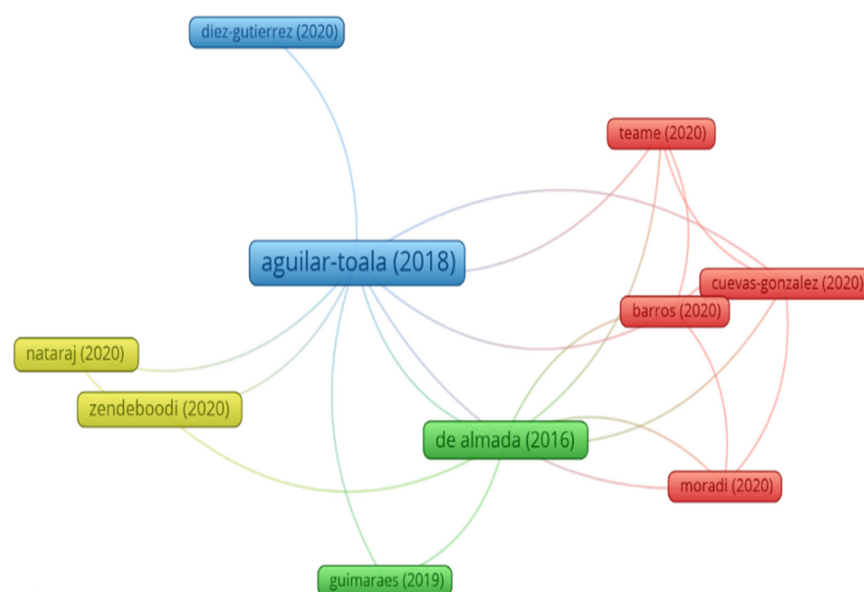 diez-gutierrez (2020)
teame (2020)
aguilar-toala (2018)
cuevas-gonzalez (2020)
barros (2020)
nataraj (2020)
zendeboodi (2020)
de almada (2016)
moradi (2020)
guimaraes (2019)